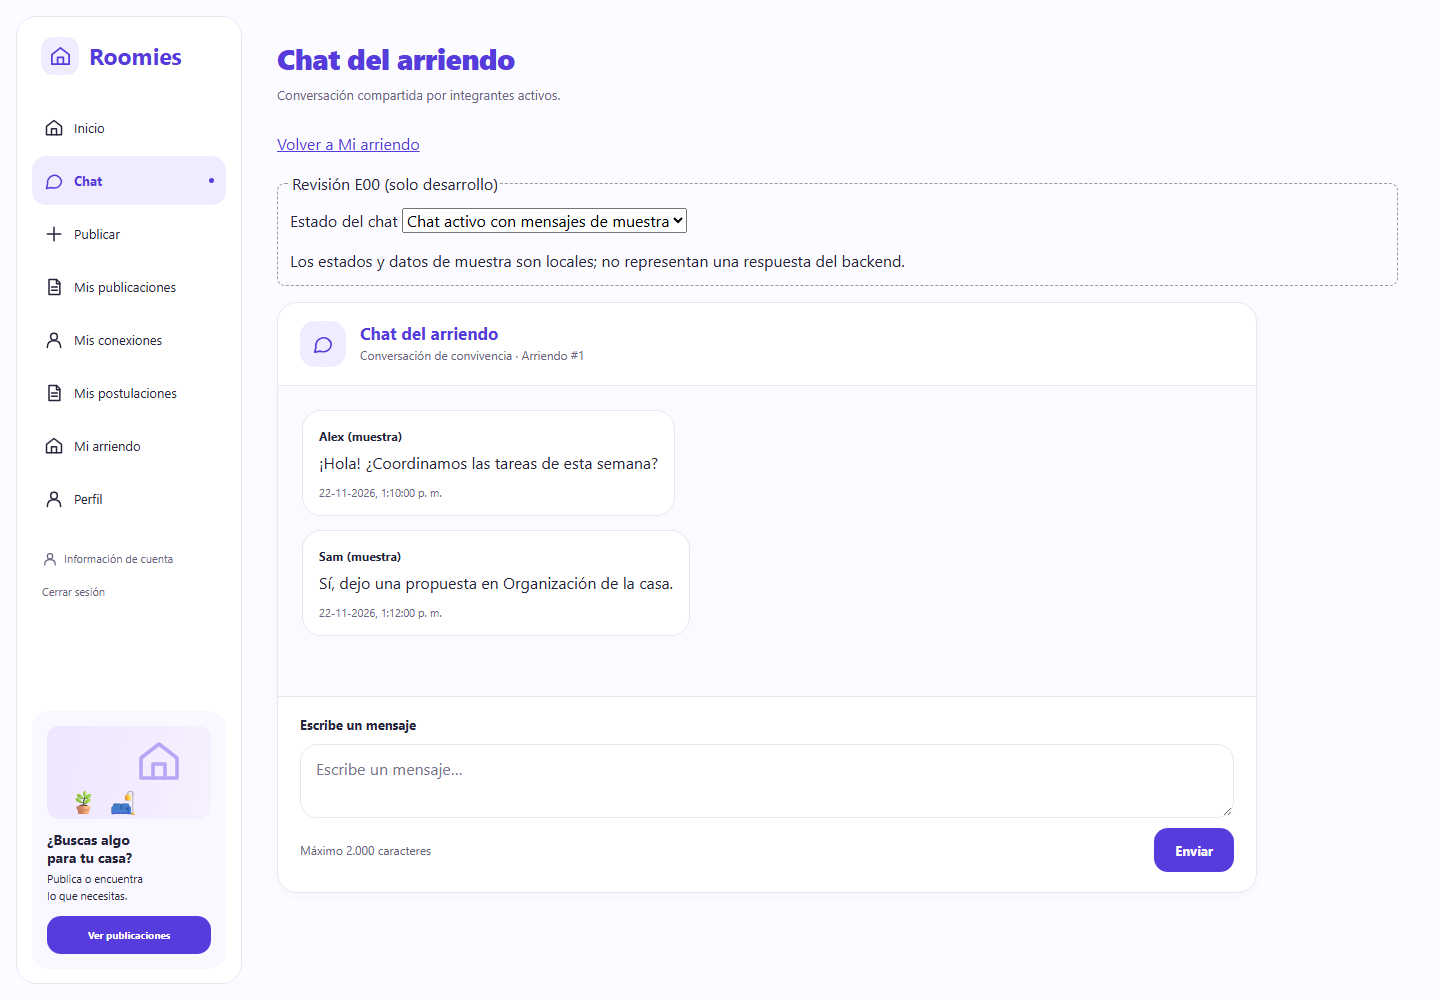 Roomies
Inicio
Chat
Publicar
Mis publicaciones
Mis conexiones
Mis postulaciones
Mi arriendo
Perfil
Información de cuenta
Cerrar sesión
¿Buscas algo
para tu casa?
Publica o encuentra
lo que necesitas.
Ver publicaciones
Chat del arriendo
Conversación compartida por integrantes activos.
Volver a Mi arriendo
Revisión E00 (solo desarrollo)
Estado del chat Chat activo con mensajes de muestra
Los estados y datos de muestra son locales; no representan una respuesta del backend.
Chat del arriendo
Conversación de convivencia · Arriendo #1
Alex (muestra)
¡Hola! ¿Coordinamos las tareas de esta semana?
22-11-2026, 1:10:00 p. m.
Sam (muestra)
Sí, dejo una propuesta en Organización de la casa.
22-11-2026, 1:12:00 p. m.
Escribe un mensaje
Escribe un mensaje...
Máximo 2.000 caracteres
Enviar